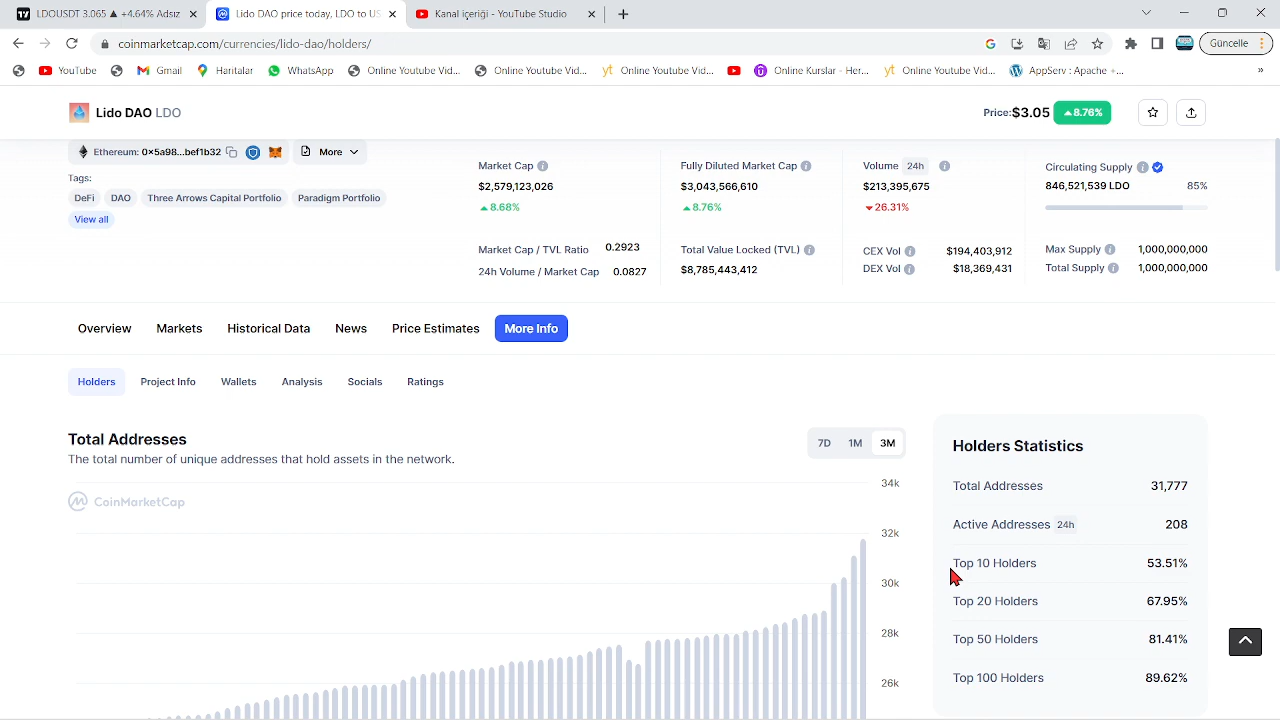 LDOUSDT 3.065 ▲ +4.64% Adsız
Lido DAO price today, LDO to US
Kanal içeriği - YouTube Studio
coinmarketcap.com/currencies/lido-dao/holders/
Güncelle
YouTube
Gmail
Haritalar
WhatsApp
Online Youtube Vid...
Online Youtube Vid...
Online Youtube Vid...
Online Kurslar - Her...
Online Youtube Vid...
AppServ : Apache +...
»
Lido DAO LDO
Price:$3.05
8.76%
Ethereum: 0x5a98...bef1b32
More
Tags:
DeFi
DAO
Three Arrows Capital Portfolio
Paradigm Portfolio
View all
Market Cap
$2,579,123,026
8.68%
Market Cap / TVL Ratio 0.2923
24h Volume / Market Cap 0.0827
Fully Diluted Market Cap
$3,043,566,610
8.76%
Total Value Locked (TVL)
$8,785,443,412
Volume 24h
$213,395,675
26.31%
CEX Vol $194,403,912
DEX Vol $18,369,431
Circulating Supply
846,521,539 LDO 85%
Max Supply 1,000,000,000
Total Supply 1,000,000,000
Overview
Markets
Historical Data
News
Price Estimates
More Info
Holders
Project Info
Wallets
Analysis
Socials
Ratings
Total Addresses
The total number of unique addresses that hold assets in the network.
7D 1M 3M
CoinMarketCap
34k
32k
30k
28k
26k
Holders Statistics
Total Addresses 31,777
Active Addresses 24h 208
Top 10 Holders 53.51%
Top 20 Holders 67.95%
Top 50 Holders 81.41%
Top 100 Holders 89.62%